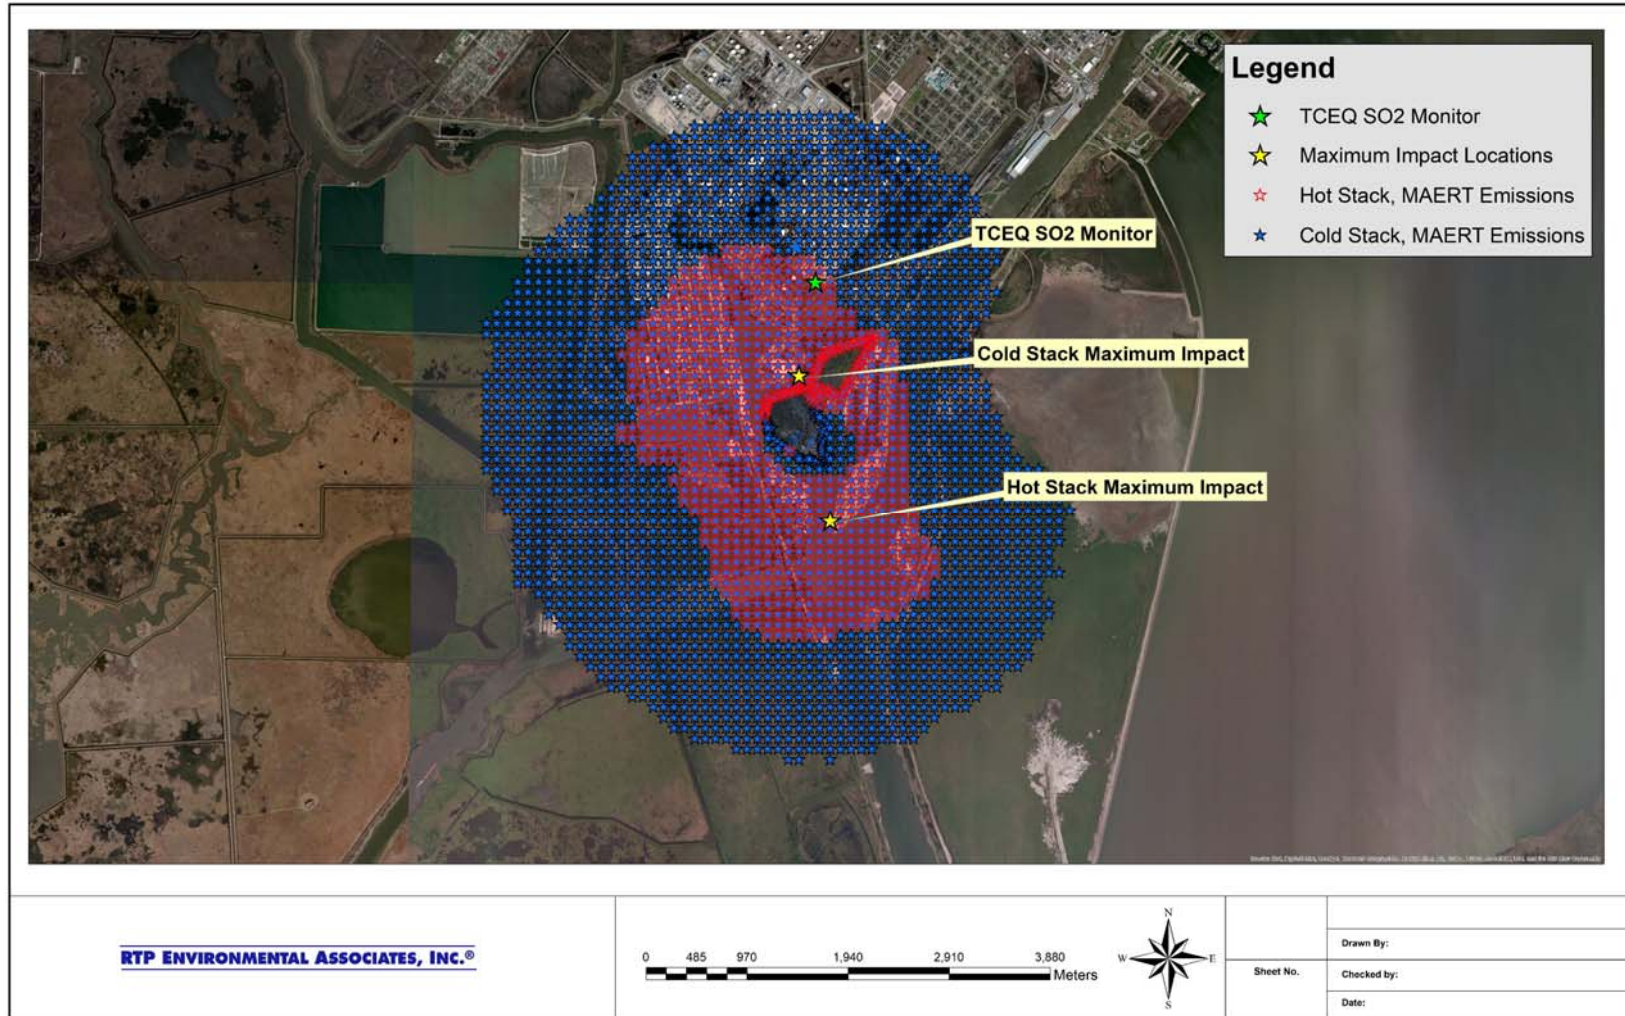 Legend
TCEQ SO2 Monitor
Maximum Impact Locations
Hot Stack, MAERT Emissions
Cold Stack, MAERT Emissions
TCEQ SO2 Monitor
Cold Stack Maximum Impact
Hot Stack Maximum Impact
RTP ENVIRONMENTAL ASSOCIATES, INC.®
0 485 970 1,940 2,910 3,880
Meters
N
W E
S
Sheet No.
Drawn By:
Checked by:
Date: